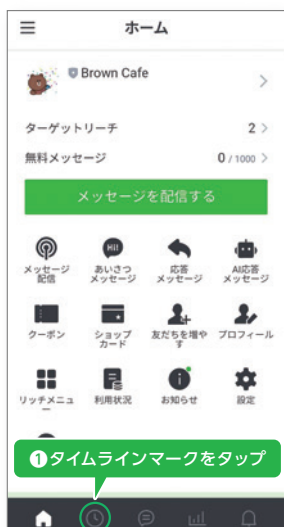 ホーム
Brown Cafe
ターゲットリーチ 2
無料メッセージ 0 / 1000
メッセージを配信する
メッセージ
配信
あいさつ
メッセージ
応答
メッセージ
AI応答
メッセージ
クーポン
ショップ
カード
友だちを増や
す
プロフィール
リッチメニュ
ー
利用状況
お知らせ
設定
❶タイムラインマークをタップ